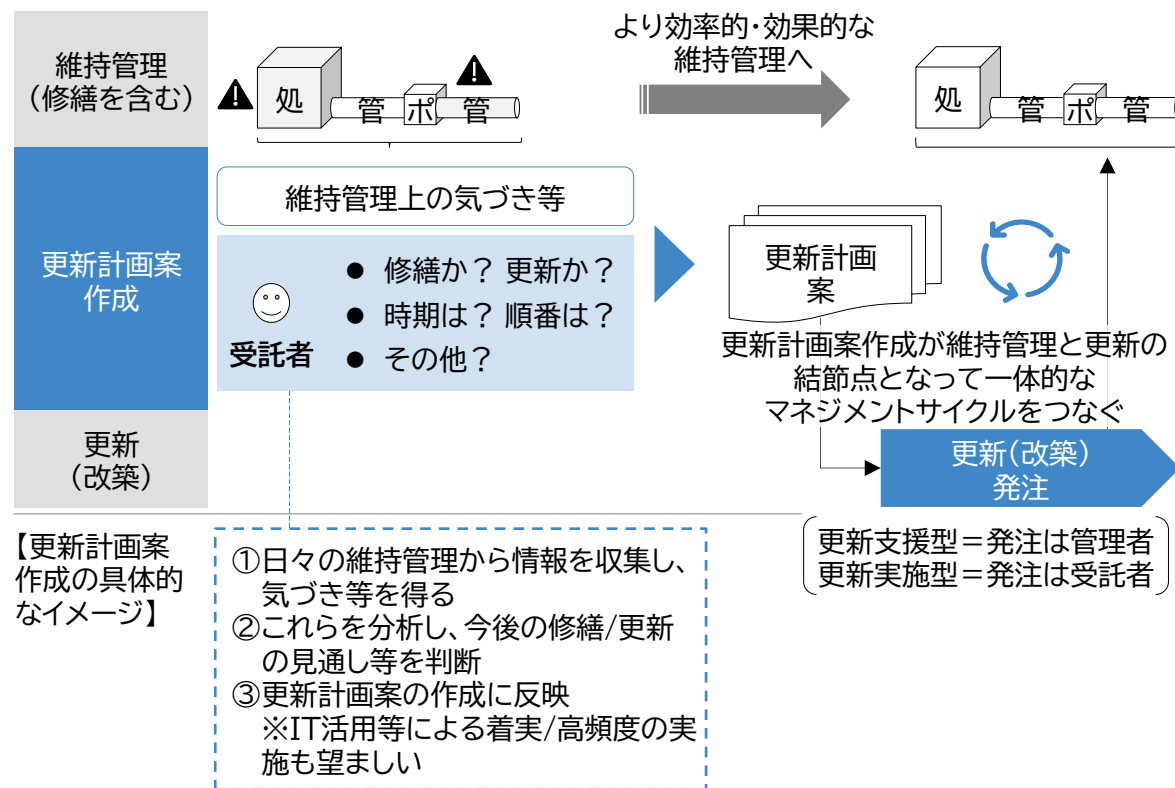 維持管理
（修繕を含む）
処
管
ポ
管
より効率的・効果的な
維持管理へ
処
管
ポ
管
更新計画案
作成
維持管理上の気づき等
受託者
● 修繕か？ 更新か？
● 時期は？ 順番は？
● その他？
更新計画
案
更新計画案作成が維持管理と更新の
結節点となって一体的な
マネジメントサイクルをつなぐ
更新
（改築）
更新（改築）
発注
更新支援型＝発注は管理者
更新実施型＝発注は受託者
【更新計画案
作成の具体的
なイメージ】
①日々の維持管理から情報を収集し、
気づき等を得る
②これらを分析し、今後の修繕/更新
の見通し等を判断
③更新計画案の作成に反映
※IT活用等による着実/高頻度の実
施も望ましい